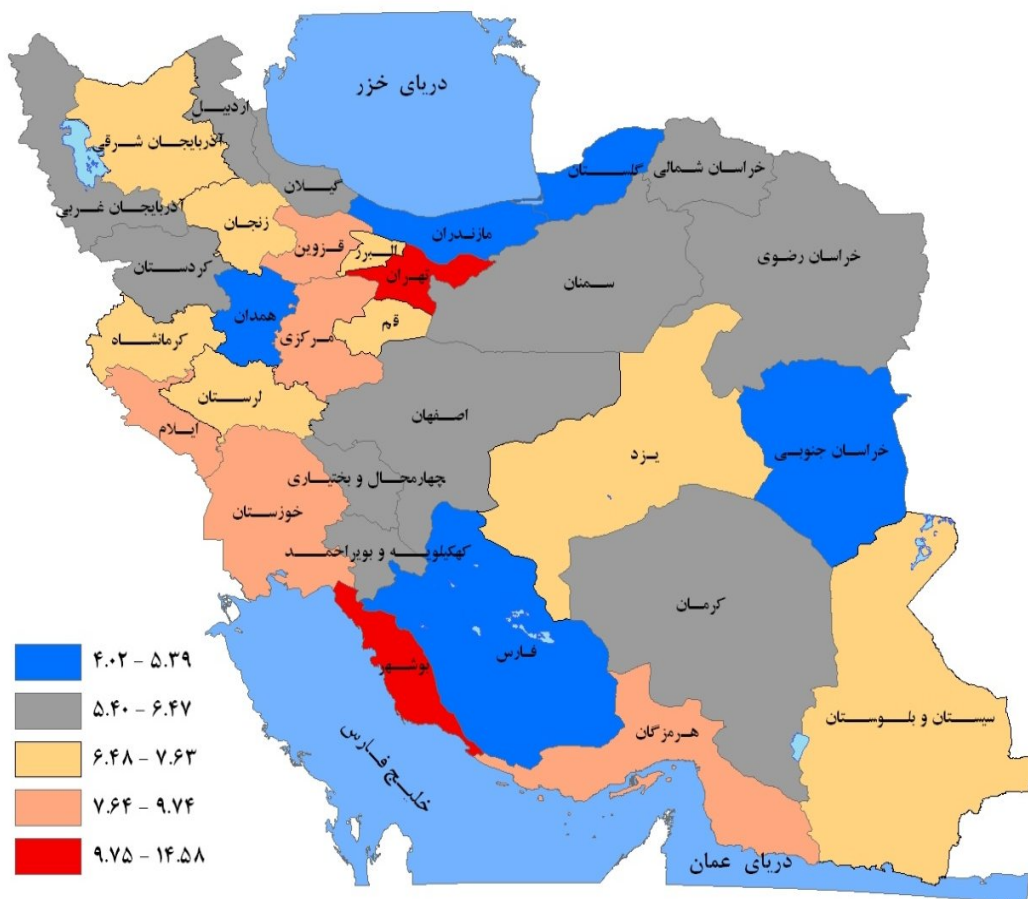 دریای خزر
اردبیل
آذربایجان شرقی
گلستان
خراسان شمالی
گیلان
آذربایجان غربی
زنجان
مازندران
قزوین
البرز
خراسان رضوی
کردستان
تهران
سمنان
همدان
قم
کرمانشاه
مرکزی
لرستان
اصفهان
ایلام
یزد
خراسان جنوبی
چهارمحال و بختیاری
خوزستان
کهکیلویه و بویراحمد
کرمان
فارس
بوشهر
سیستان و بلوستان
هرمزگان
خلیج فارس
دریای عمان
۴.۰۲ - ۵.۳۹
۵.۴۰ - ۶.۴۷
۶.۴۸ - ۷.۶۳
۷.۶۴ - ۹.۷۴
۹.۷۵ - ۱۴.۵۸